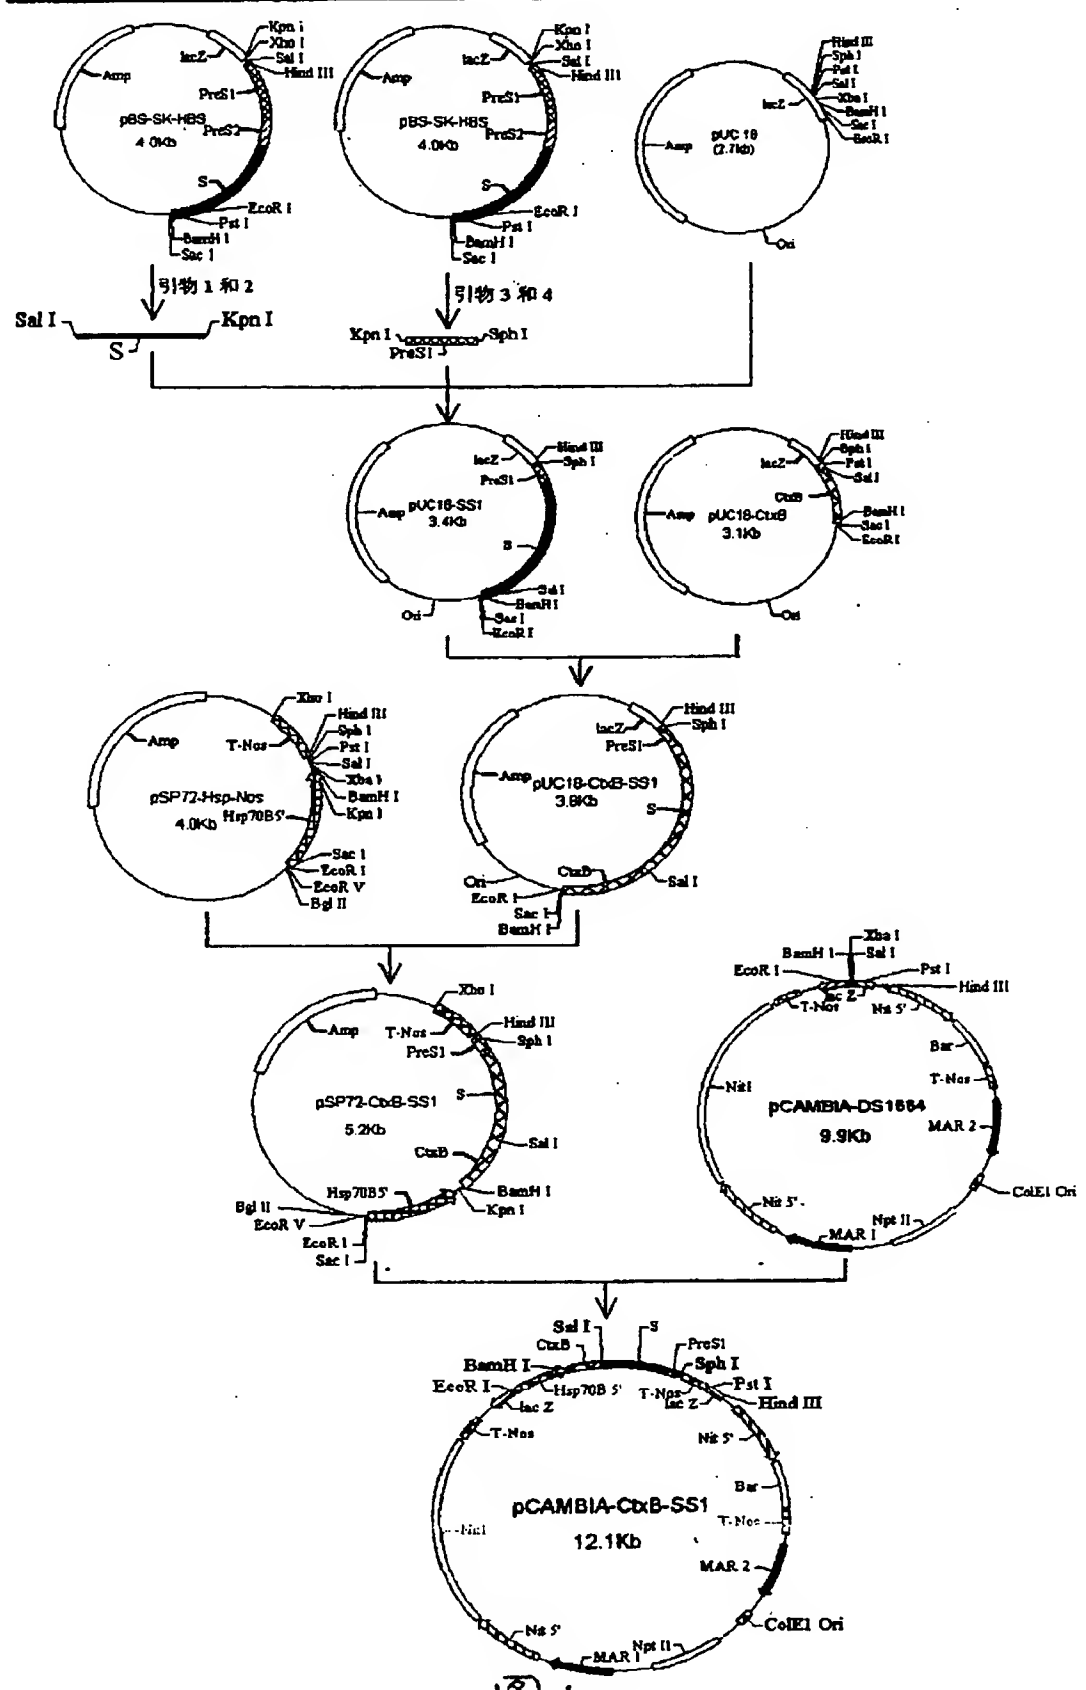 Kpn I
Xho I
Sal I
Hind III
lacZ
Amp
PreS1
pBS-SK-HBS
4.0Kb
PreS2
S
EcoR I
Pst I
BamH I
Sac I
Kpn I
Xho I
Sal I
Hind III
lacZ
Amp
PreS1
pBS-SK-HBS
4.0Kb
PreS2
S
EcoR I
Pst I
BamH I
Sac I
Hind III
Sph I
Pst I
Sal I
Xba I
BamH I
Sac I
EcoR I
lacZ
Amp
pUC 18
(2.7kb)
Ori
引物 1 和 2
引物 3 和 4
Sal I
Kpn I
S
Kpn I
Sph I
PreS1
Hind III
Sph I
lacZ
PreS1
Amp
pUC18-SS1
3.4Kb
S
Sal I
BamH I
Sac I
EcoR I
Ori
Hind III
Sph I
Pst I
Sal I
lacZ
CtxB
Amp
pUC18-CtxB
3.1Kb
BamH I
Sac I
EcoR I
Ori
Xho I
Hind III
Sph I
Pst I
Sal I
Xba I
BamH I
Kpn I
T-Nos
Amp
pSP72-Hsp-Nos
4.0Kb
Hsp70B5'
Sac I
EcoR I
EcoR V
Bgl II
Hind III
Sph I
lacZ
PreS1
Amp
pUC18-CtxB-SS1
3.8Kb
S
CtxB
Sal I
Ori
EcoR I
Sac I
BamH I
Xho I
Hind III
Sph I
T-Nos
PreS1
Amp
pSP72-CtxB-SS1
5.2Kb
S
Sal I
CtxB
BamH I
Kpn I
Hsp70B5'
Bgl II
EcoR V
EcoR I
Sac I
Xba I
BamH I
Sal I
EcoR I
Pst I
Hind III
lac Z
T-Nos
Nit 5'
Bar
T-Nos
Nit1
pCAMBIA-DS1664
9.9Kb
MAR 2
ColE1 Ori
Nit 5'
Npt II
MAR 1
Sal I
S
CtxB
PreS1
BamH I
Sph I
EcoR I
Hsp70B 5'
T-Nos
Pst I
lac Z
lac Z
Hind III
T-Nos
Nit 5'
Bar
T-Nos
Nit1
pCAMBIA-CtxB-SS1
12.1Kb
MAR 2
ColE1 Ori
Nit 5'
Npt II
MAR 1